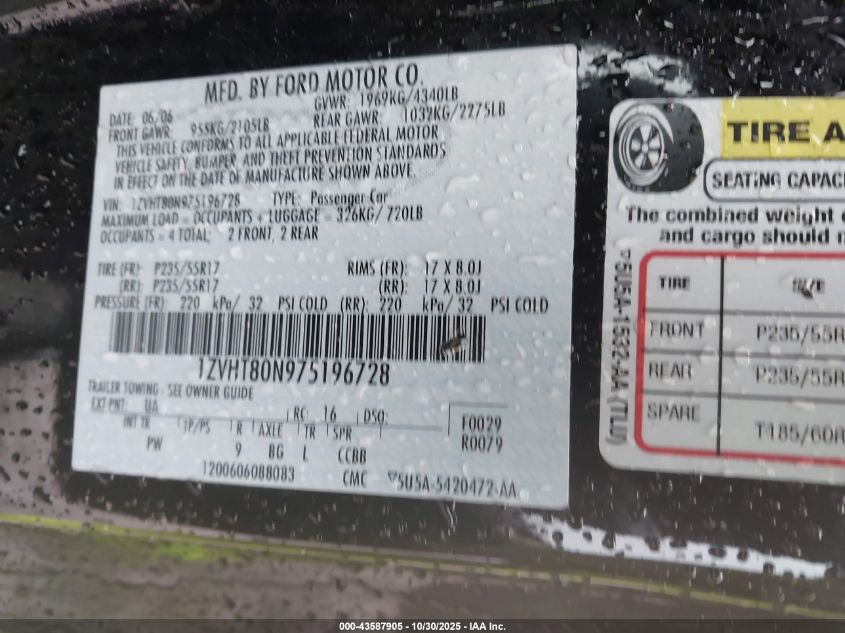 MFD. BY FORD MOTOR CO.
DATE: 06/06 GVWR: 1969KG/4340LB
FRONT GAWR: 955KG/2105LB REAR GAWR: 1032KG/2275LB
THIS VEHICLE CONFORMS TO ALL APPLICABLE FEDERAL MOTOR
VEHICLE SAFETY, BUMPER, AND THEFT PREVENTION STANDARDS
IN EFFECT ON THE DATE OF MANUFACTURE SHOWN ABOVE.
VIN: 1ZVHT80N975196728 TYPE: Passenger Car
MAXIMUM LOAD = OCCUPANTS + LUGGAGE = 326KG/720LB
OCCUPANTS = 4 TOTAL; 2 FRONT, 2 REAR
TIRE (FR): P235/55R17 RIMS (FR): 17 X 8.0J
(RR): P235/55R17 (RR): 17 X 8.0J
PRESSURE (FR): 220 kPa/ 32 PSI COLD (RR): 220 kPa/ 32 PSI COLD
1ZVHT80N975196728
TRAILER TOWING - SEE OWNER GUIDE
EXT PNT: UA RC: 16 DSO: F0029
INT TR TP/PS R AXLE TR SPR R0079
PW 9 BG L CCBB
1200606088083 CMC ▽5U5A-5420472-AA
TIRE A
SEATING CAPAC
The combined weight
and cargo should
▽5U5A-1532-AA (TLU)
TIRE SIZE
FRONT P235/55R
REAR P235/55R
SPARE T185/60R
000-43587905 • 10/30/2025 • IAA Inc.